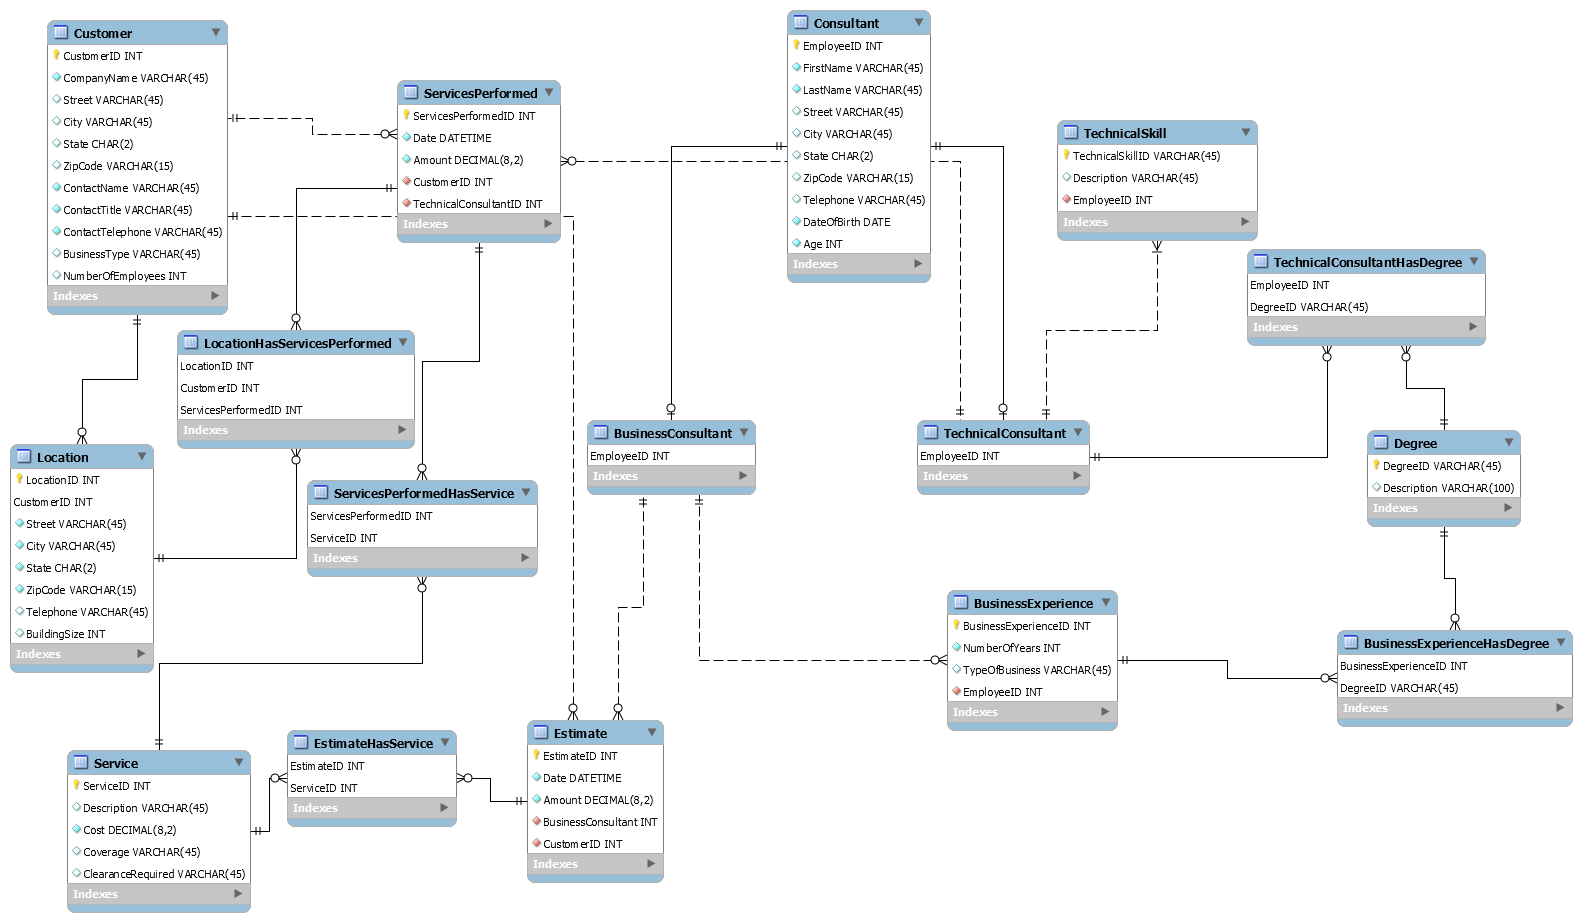 Customer
CustomerID INT
CompanyName VARCHAR(45)
Street VARCHAR(45)
City VARCHAR(45)
State CHAR(2)
ZipCode VARCHAR(15)
ContactName VARCHAR(45)
ContactTitle VARCHAR(45)
ContactTelephone VARCHAR(45)
BusinessType VARCHAR(45)
NumberOfEmployees INT
Indexes
ServicesPerformed
ServicesPerformedID INT
Date DATETIME
Amount DECIMAL(8,2)
CustomerID INT
TechnicalConsultantID INT
Indexes
Consultant
EmployeeID INT
FirstName VARCHAR(45)
LastName VARCHAR(45)
Street VARCHAR(45)
City VARCHAR(45)
State CHAR(2)
ZipCode VARCHAR(15)
Telephone VARCHAR(45)
DateOfBirth DATE
Age INT
Indexes
TechnicalSkill
TechnicalSkillID VARCHAR(45)
Description VARCHAR(45)
EmployeeID INT
Indexes
TechnicalConsultantHasDegree
EmployeeID INT
DegreeID VARCHAR(45)
Indexes
LocationHasServicesPerformed
LocationID INT
CustomerID INT
ServicesPerformedID INT
Indexes
Location
LocationID INT
CustomerID INT
Street VARCHAR(45)
City VARCHAR(45)
State CHAR(2)
ZipCode VARCHAR(15)
Telephone VARCHAR(45)
BuildingSize INT
Indexes
ServicesPerformedHasService
ServicesPerformedID INT
ServiceID INT
Indexes
BusinessConsultant
EmployeeID INT
Indexes
TechnicalConsultant
EmployeeID INT
Indexes
Degree
DegreeID VARCHAR(45)
Description VARCHAR(100)
Indexes
BusinessExperience
BusinessExperienceID INT
NumberOfYears INT
TypeOfBusiness VARCHAR(45)
EmployeeID INT
Indexes
BusinessExperienceHasDegree
BusinessExperienceID INT
DegreeID VARCHAR(45)
Indexes
Service
ServiceID INT
Description VARCHAR(45)
Cost DECIMAL(8,2)
Coverage VARCHAR(45)
ClearanceRequired VARCHAR(45)
Indexes
EstimateHasService
EstimateID INT
ServiceID INT
Indexes
Estimate
EstimateID INT
Date DATETIME
Amount DECIMAL(8,2)
BusinessConsultant INT
CustomerID INT
Indexes